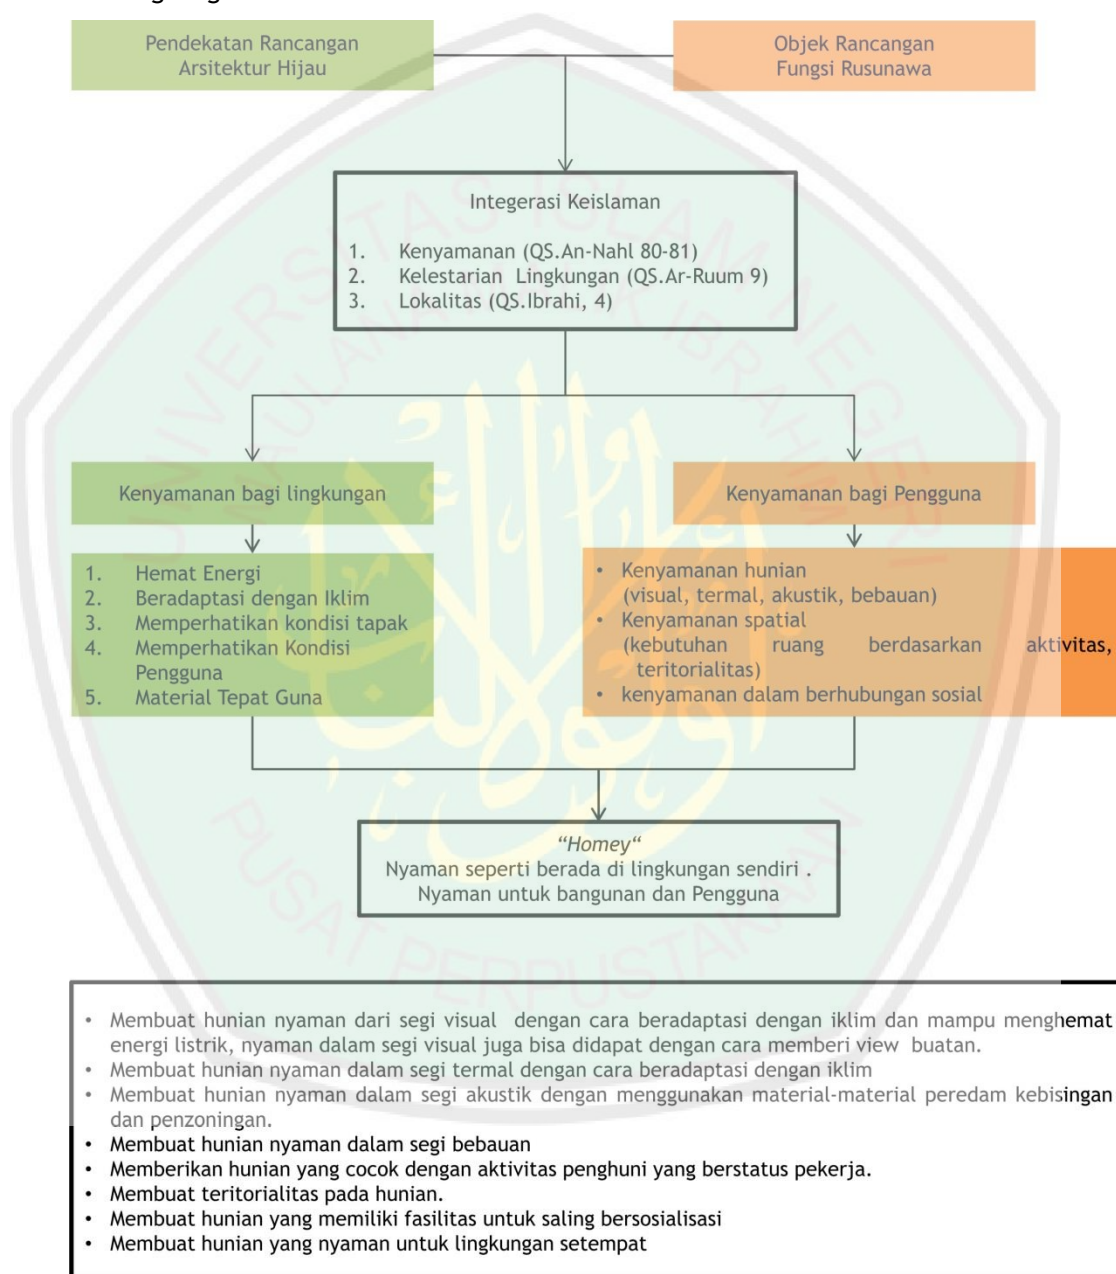 Pendekatan Rancangan
Arsitektur Hijau
Objek Rancangan
Fungsi Rusunawa
Integerasi Keislaman
1. Kenyamanan (QS.An-Nahl 80-81)
2. Kelestarian Lingkungan (QS.Ar-Ruum 9)
3. Lokalitas (QS.Ibrahi, 4)
Kenyamanan bagi lingkungan
Kenyamanan bagi Pengguna
1. Hemat Energi
2. Beradaptasi dengan Iklim
3. Memperhatikan kondisi tapak
4. Memperhatikan Kondisi
Pengguna
5. Material Tepat Guna
• Kenyamanan hunian
(visual, termal, akustik, bebauan)
• Kenyamanan spatial
(kebutuhan ruang berdasarkan aktivitas,
teritorialitas)
• kenyamanan dalam berhubungan sosial
“Homey“
Nyaman seperti berada di lingkungan sendiri .
Nyaman untuk bangunan dan Pengguna
• Membuat hunian nyaman dari segi visual dengan cara beradaptasi dengan iklim dan mampu menghemat
energi listrik, nyaman dalam segi visual juga bisa didapat dengan cara memberi view buatan.
• Membuat hunian nyaman dalam segi termal dengan cara beradaptasi dengan iklim
• Membuat hunian nyaman dalam segi akustik dengan menggunakan material-material peredam kebisingan
dan penzoningan.
• Membuat hunian nyaman dalam segi bebauan
• Memberikan hunian yang cocok dengan aktivitas penghuni yang berstatus pekerja.
• Membuat teritorialitas pada hunian.
• Membuat hunian yang memiliki fasilitas untuk saling bersosialisasi
• Membuat hunian yang nyaman untuk lingkungan setempat
UNIVERSITAS ISLAM NEGERI
MAULANA MALIK IBRAHIM
PUSAT PERPUSTAKAAN